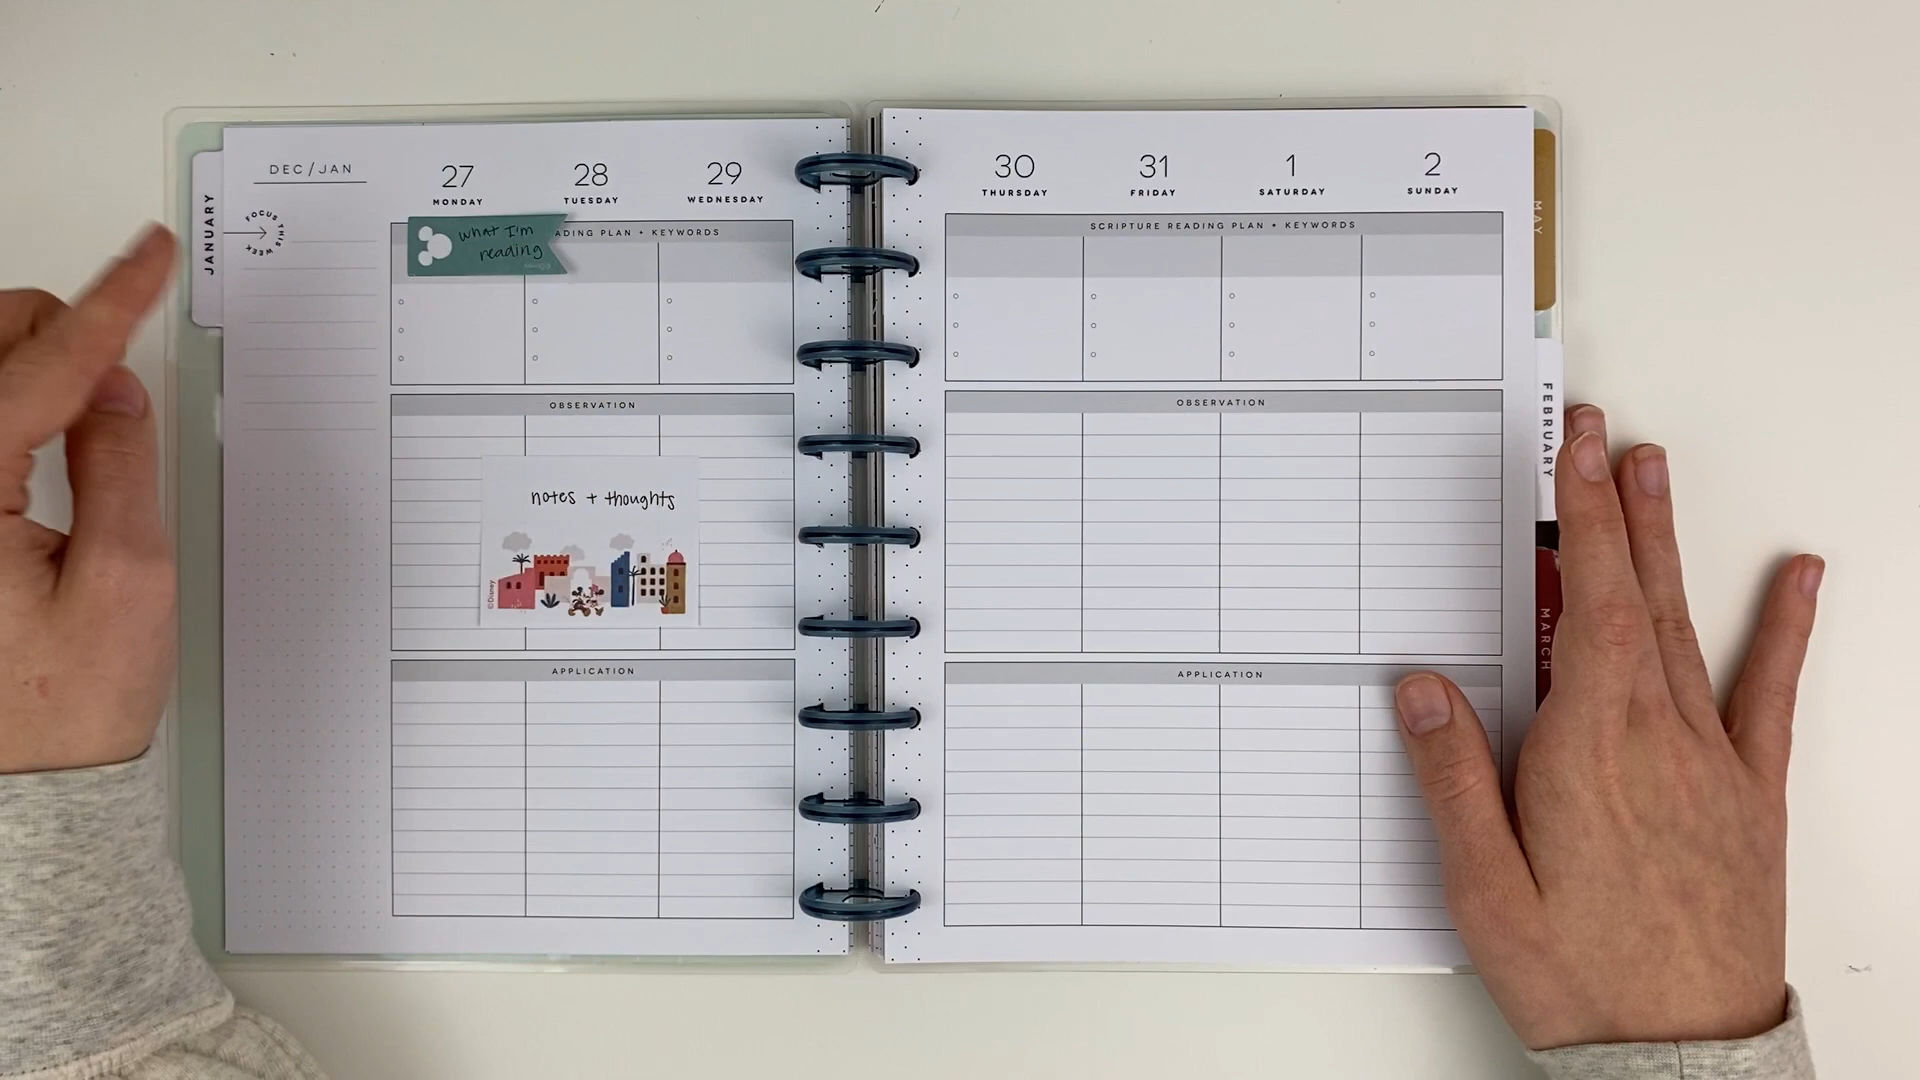 DEC/JAN
27
MONDAY
28
TUESDAY
29
WEDNESDAY
JANUARY
FOCUS THIS WEEK
what I'm
reading
©Disney
ADING PLAN + KEYWORDS
OBSERVATION
notes + thoughts
©Disney
APPLICATION
30
THURSDAY
31
FRIDAY
1
SATURDAY
2
SUNDAY
SCRIPTURE READING PLAN + KEYWORDS
OBSERVATION
APPLICATION
MAY
FEBRUARY
MARCH